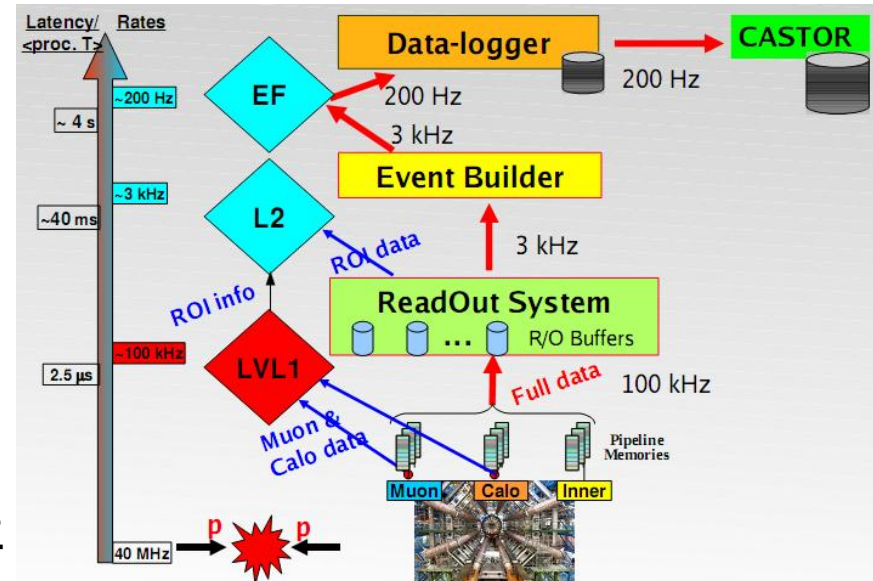 Latency/ Rates
<proc. T>
Data-logger
CASTOR
EF
~200 Hz
200 Hz
200 Hz
~ 4 s
3 kHz
Event Builder
~3 kHz
L2
~40 ms
ROI data
3 kHz
ROI info
ReadOut System
... R/O Buffers
~100 kHz
LVL1
2.5 µs
Full data
100 kHz
Muon &
Calo data
Pipeline
Memories
Muon Calo Inner
p p
40 MHz